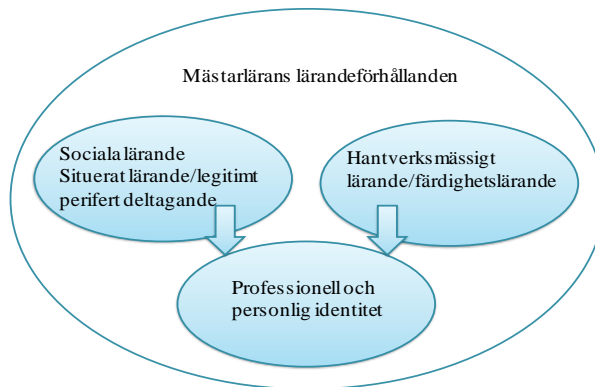 Mästarlärans lärandeförhållanden
Sociala lärande
Situerat lärande/legitimt
perifert deltagande
Hantverksmässigt
lärande/färdighetslärande
Professionell och
personlig identitet